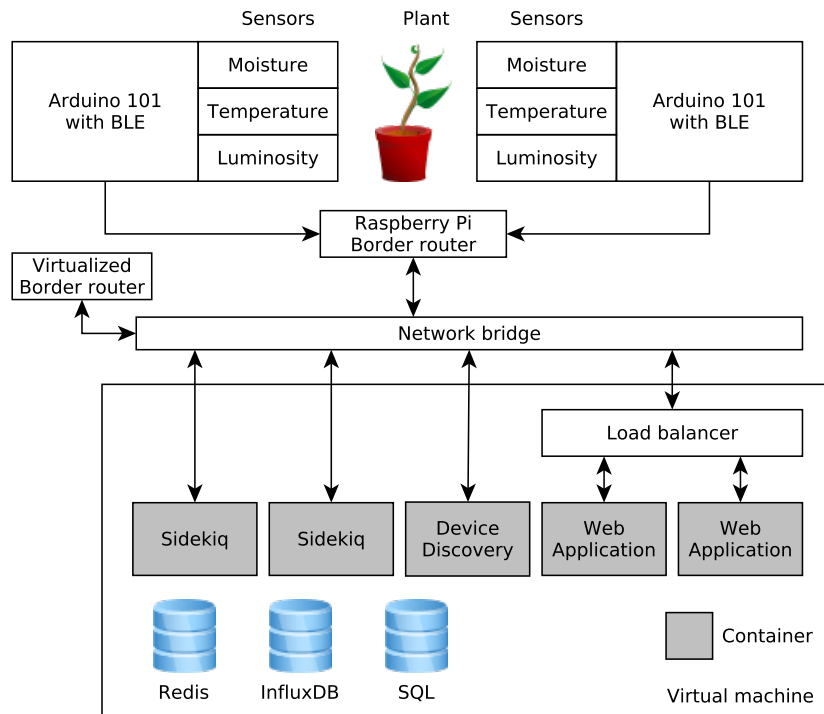 Sensors
Plant
Sensors
Arduino 101
with BLE
Moisture
Temperature
Luminosity
Moisture
Temperature
Luminosity
Arduino 101
with BLE
Raspberry Pi
Border router
Virtualized
Border router
Network bridge
Load balancer
Sidekiq
Sidekiq
Device
Discovery
Web
Application
Web
Application
Redis
InfluxDB
SQL
Container
Virtual machine